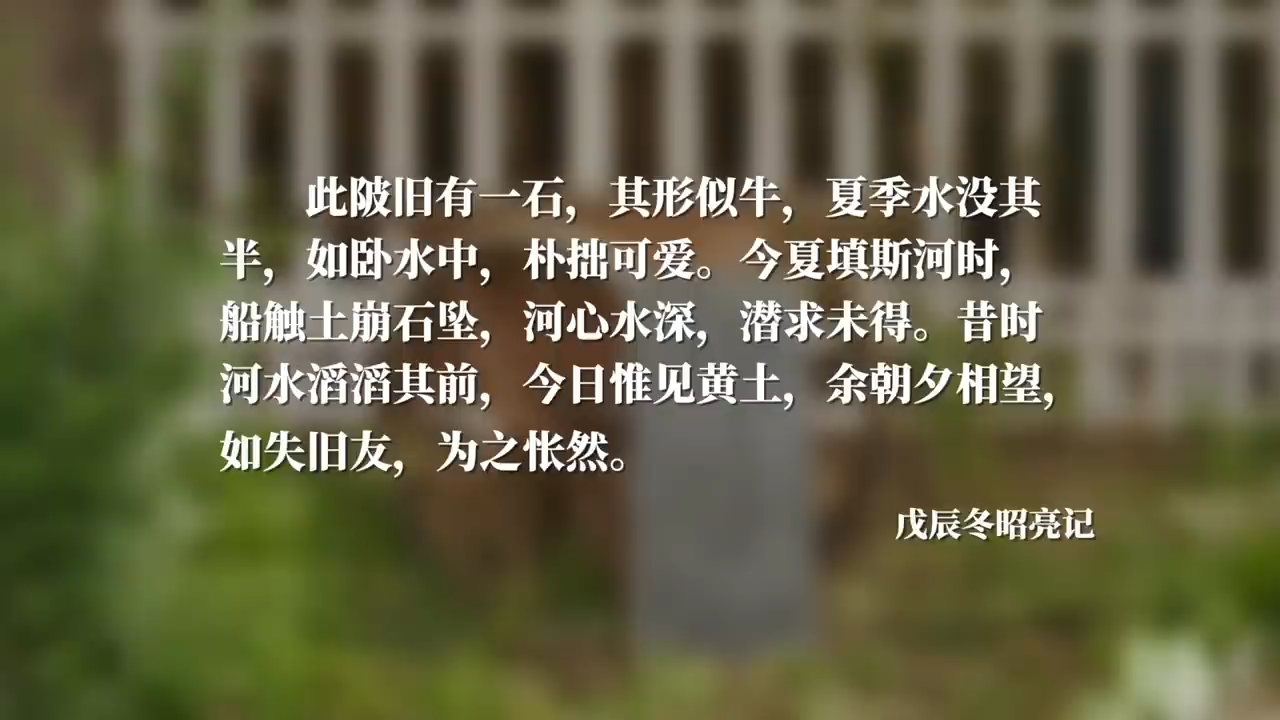 此陂旧有一石，其形似牛，夏季水没其
半，如卧水中，朴拙可爱。今夏填斯河时，
船触土崩石坠，河心水深，潜求未得。昔时
河水滔滔其前，今日惟见黄土，余朝夕相望，
如失旧友，为之怅然。
戊辰冬昭亮记